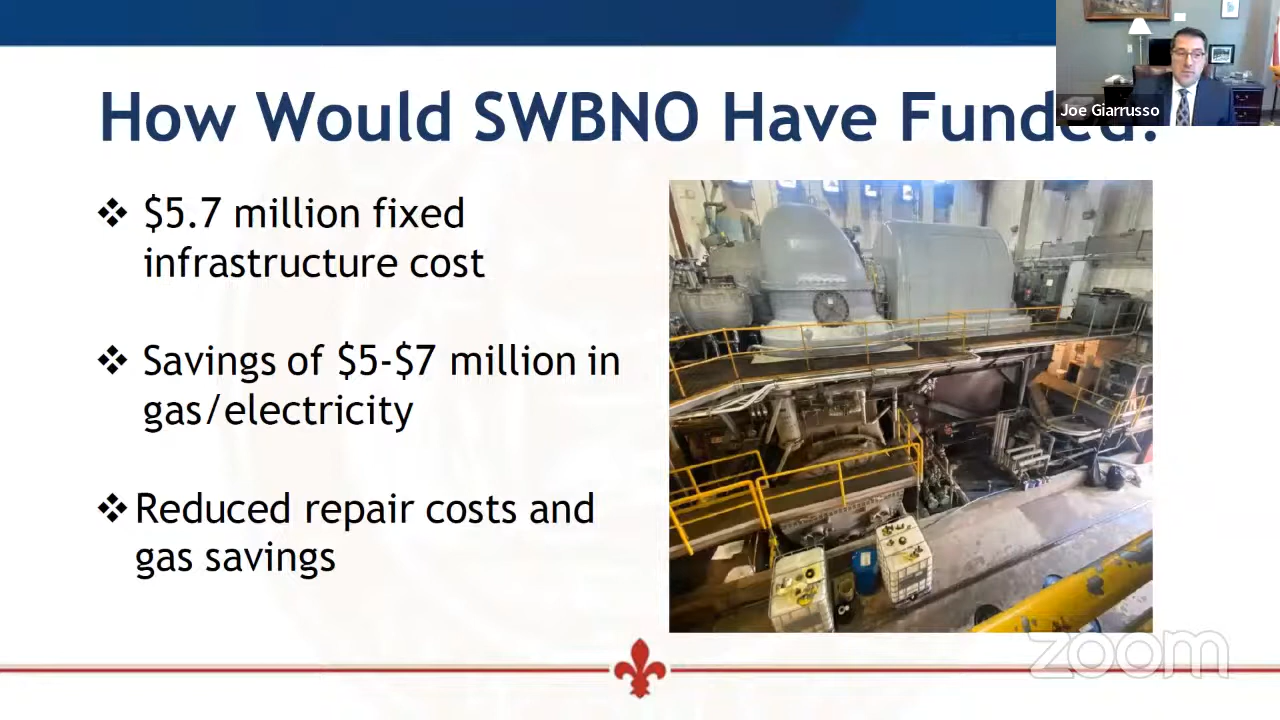 How Would SWBNO Have Funded?
Joe Giarrusso
❖ $5.7 million fixed
infrastructure cost
❖ Savings of $5-$7 million in
gas/electricity
❖ Reduced repair costs and
gas savings
zoom